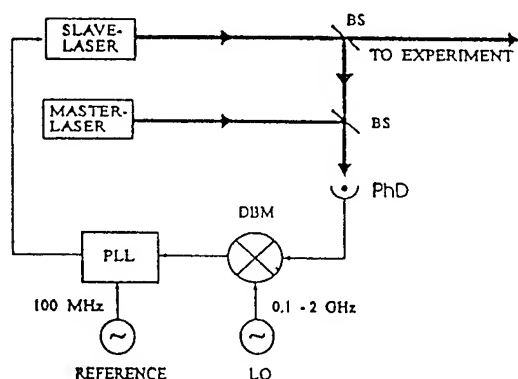 BS
SLAVE-
LASER
TO EXPERIMENT
MASTER-
LASER
BS
PhD
DBM
PLL
100 MHz
0.1 - 2 GHz
~
~
REFERENCE
LO